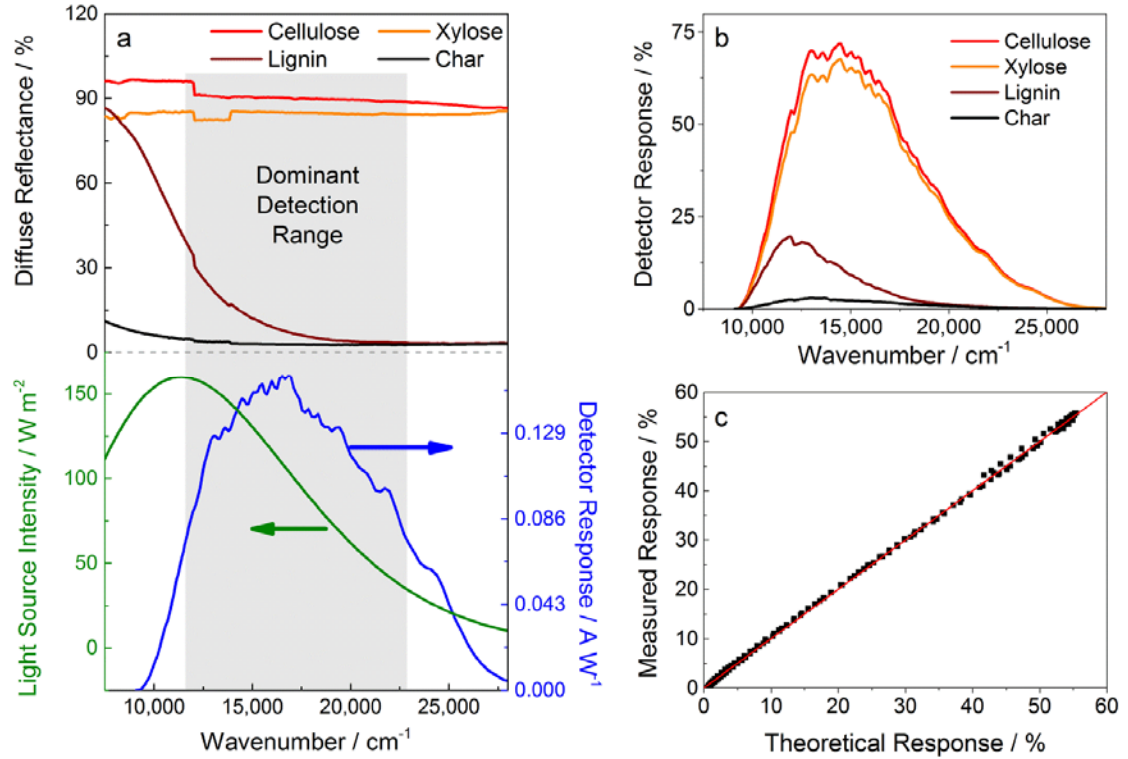 a
Cellulose
Xylose
Lignin
Char
120
90
60
30
0
Diffuse Reflectance / %
Dominant
Detection
Range
150
100
50
0
Light Source Intensity / W m⁻²
0.129
0.086
0.043
0.000
Detector Response / A W⁻¹
10,000 15,000 20,000 25,000
Wavenumber / cm⁻¹
b
Cellulose
Xylose
Lignin
Char
75
50
25
0
Detector Response / %
10,000 15,000 20,000 25,000
Wavenumber / cm⁻¹
c
60
50
40
30
20
10
0
Measured Response / %
0 10 20 30 40 50 60
Theoretical Response / %